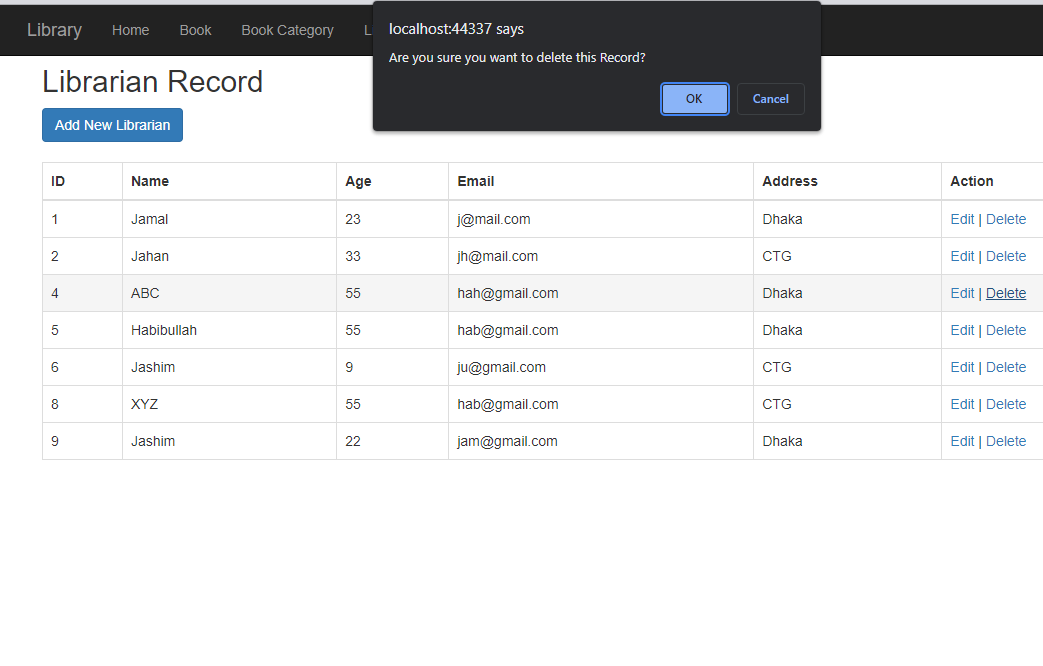 Library Home Book Book Category L
localhost:44337 says
Are you sure you want to delete this Record?
OK Cancel
Librarian Record
Add New Librarian
ID Name Age Email Address Action
1 Jamal 23 j@mail.com Dhaka Edit | Delete
2 Jahan 33 jh@mail.com CTG Edit | Delete
4 ABC 55 hah@gmail.com Dhaka Edit | Delete
5 Habibullah 55 hab@gmail.com Dhaka Edit | Delete
6 Jashim 9 ju@gmail.com CTG Edit | Delete
8 XYZ 55 hab@gmail.com CTG Edit | Delete
9 Jashim 22 jam@gmail.com Dhaka Edit | Delete